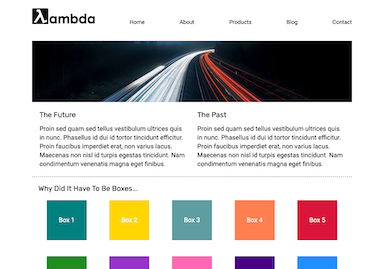 λambda
Home About Products Blog Contact
The Future
Proin sed quam sed tellus vestibulum ultrices quis
in nunc. Phasellus id dui id tortor tincidunt efficitur.
Proin faucibus imperdiet erat, nunc varius lacus.
Maecenas non nisl id turpis egestas tincidunt. Nam
condimentum venenatis magna eget finibus.
The Past
Proin sed quam sed tellus vestibulum ultrices quis
in nunc. Phasellus id dui id tortor tincidunt efficitur.
Proin faucibus imperdiet erat, nunc varius lacus.
Maecenas non nisl id turpis egestas tincidunt. Nam
condimentum venenatis magna eget finibus.
Why Did It Have To Be Boxes...
Box 1 Box 2 Box 3 Box 4 Box 5